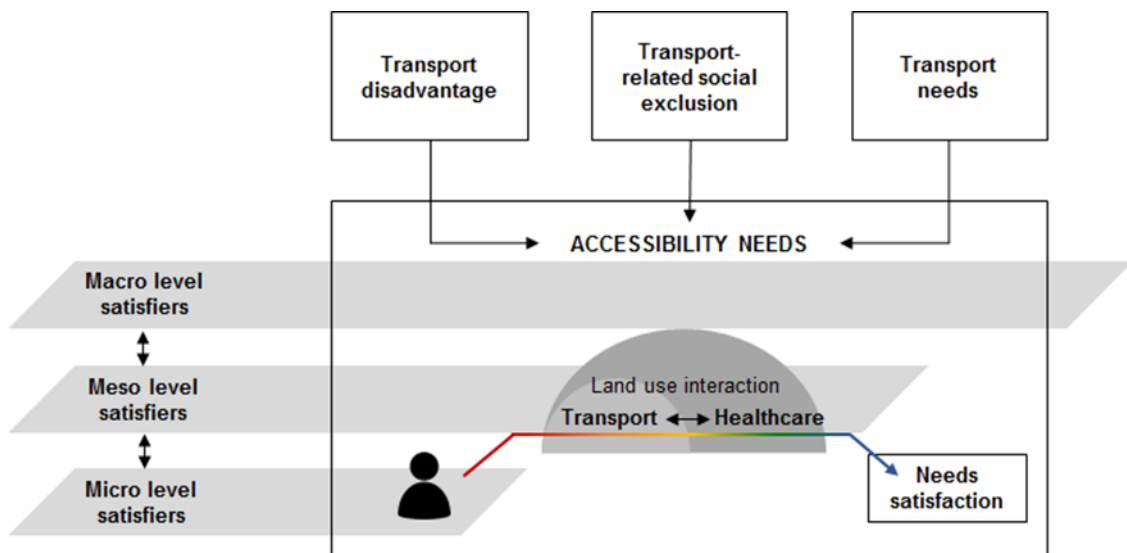 Transport
disadvantage
Transport-
related social
exclusion
Transport
needs
ACCESSIBILITY NEEDS
Macro level
satisfiers
Meso level
satisfiers
Land use interaction
Transport
Healthcare
Micro level
satisfiers
Needs
satisfaction